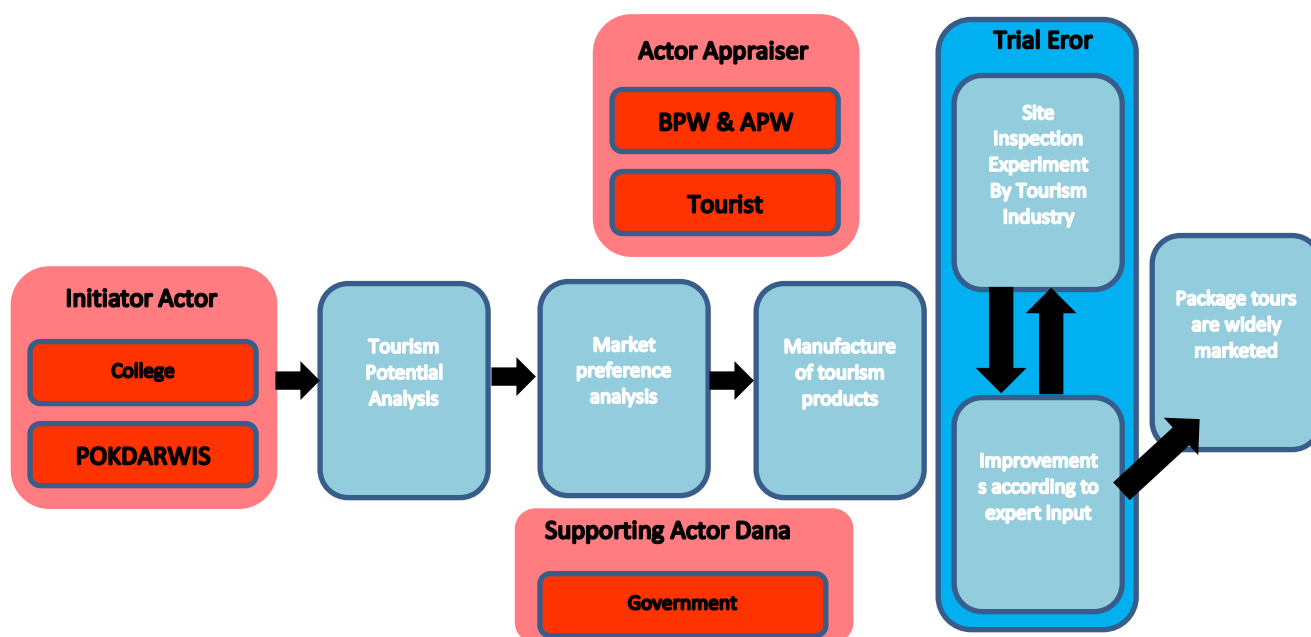 Actor Appraiser
BPW & APW
Tourist
Trial Eror
Site
Inspection
Experiment
By Tourism
Industry
Initiator Actor
College
POKDARWIS
Tourism
Potential
Analysis
Market
preference
analysis
Manufacture
of tourism
products
Improvement
s according to
expert input
Package tours
are widely
marketed
Supporting Actor Dana
Government